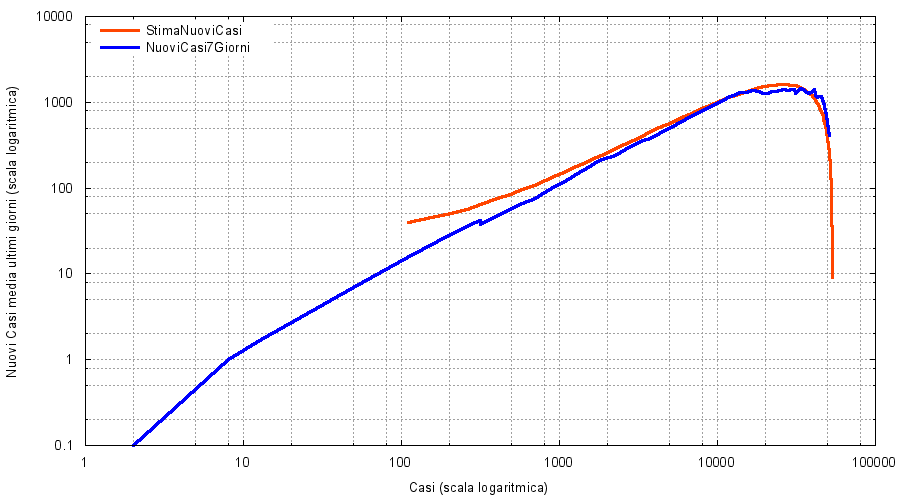 10000
StimaNuoviCasi
NuoviCasi7Giorni
1000
100
10
1
0.1
Nuovi Casi media ultimi giorni (scala logaritmica)
1 10 100 1000 10000 100000
Casi (scala logaritmica)